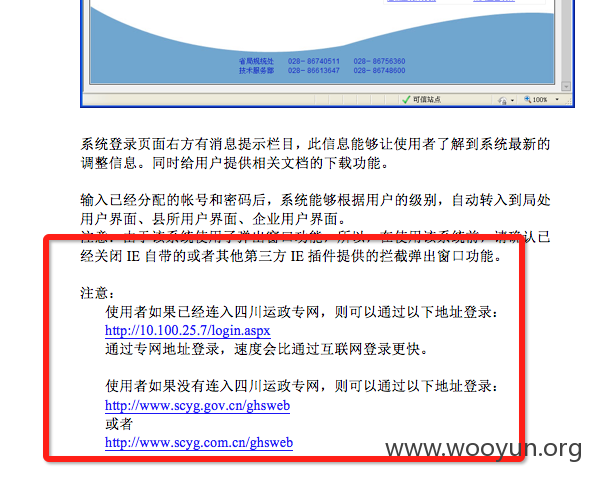 省局规统处 028-86740511 028-86756360
技术服务部 028-86613647 028-86748600
可信站点 100%
系统登录页面右方有消息提示栏目，此信息能够让使用者了解到系统最新的
调整信息。同时给用户提供相关文档的下载功能。
输入已经分配的帐号和密码后，系统能够根据用户的级别，自动转入到局处
用户界面、县所用户界面、企业用户界面。
注意：由于该系统使用了弹出窗口功能，所以，在使用该系统前，请确认已
经关闭 IE 自带的或者其他第三方 IE 插件提供的拦截弹出窗口功能。
注意：
使用者如果已经连入四川运政专网，则可以通过以下地址登录：
http://10.100.25.7/login.aspx
通过专网地址登录，速度会比通过互联网登录更快。
使用者如果没有连入四川运政专网，则可以通过以下地址登录：
http://www.scyg.gov.cn/ghsweb
或者
http://www.scyg.com.cn/ghsweb
www.wooyun.org